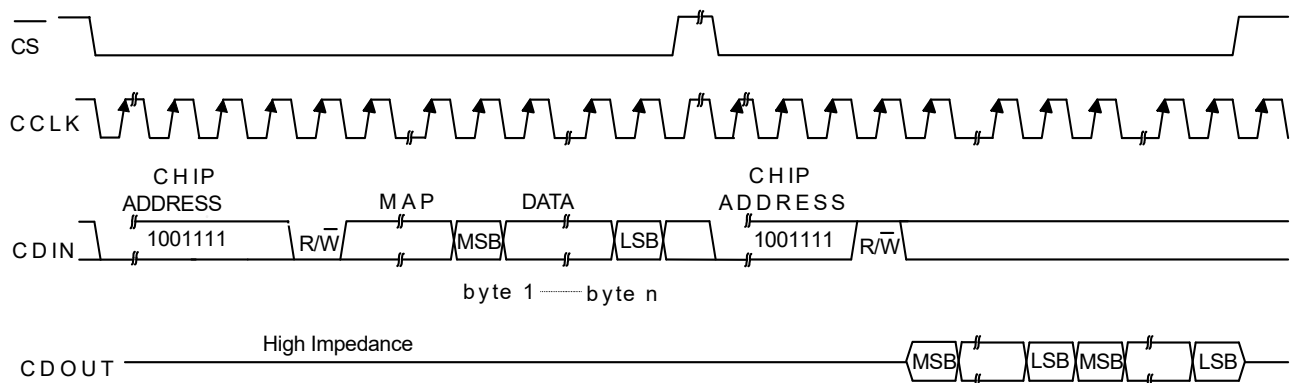 CS
CCLK
CHIP
ADDRESS
MAP
DATA
CHIP
ADDRESS
CDIN
1001111
R/W
MSB
LSB
1001111
R/W
byte 1
byte n
High Impedance
CDOUT
MSB
LSB
MSB
LSB